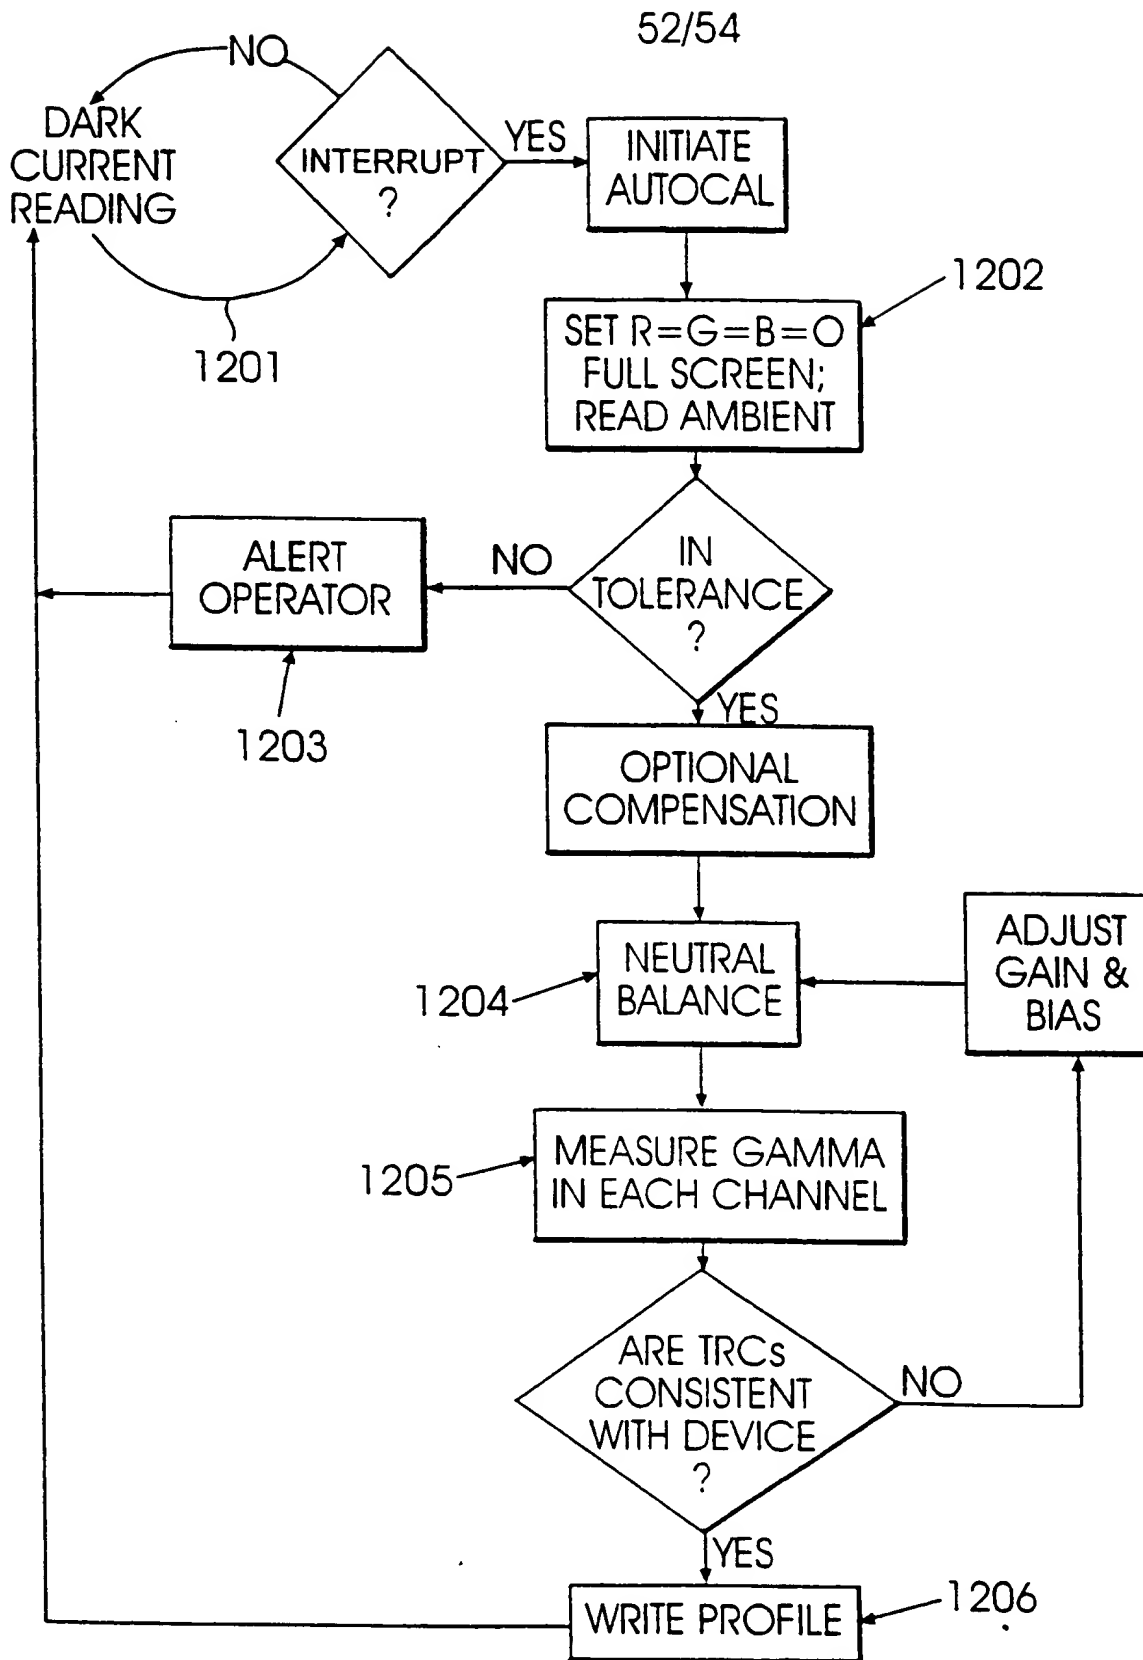 52/54
NO
DARK
CURRENT
READING
INTERRUPT
?
YES
INITIATE
AUTOCAL
1201
1202
SET R=G=B=O
FULL SCREEN;
READ AMBIENT
ALERT
OPERATOR
NO
IN
TOLERANCE
?
1203
YES
OPTIONAL
COMPENSATION
1204
NEUTRAL
BALANCE
ADJUST
GAIN &
BIAS
1205
MEASURE GAMMA
IN EACH CHANNEL
ARE TRCs
CONSISTENT
WITH DEVICE
?
NO
YES
WRITE PROFILE
1206